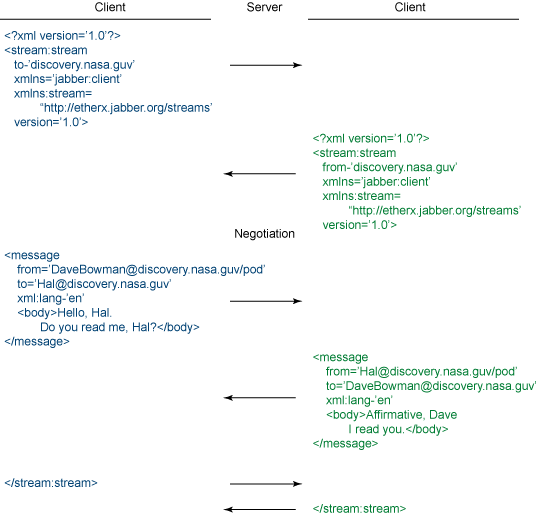 Client Server Client
<?xml version='1.0'?>
<stream:stream
to-'discovery.nasa.guv'
xmlns='jabber:client'
xmlns:stream=
"http://etherx.jabber.org/streams'
version='1.0'>
<?xml version='1.0'?>
<stream:stream
from-'discovery.nasa.guv'
xmlns='jabber:client'
xmlns:stream=
"http://etherx.jabber.org/streams'
version='1.0'>
Negotiation
<message
from='DaveBowman@discovery.nasa.guv/pod'
to='Hal@discovery.nasa.guv'
xml:lang-'en'
<body>Hello, Hal.
Do you read me, Hal?</body>
</message>
<message
from='Hal@discovery.nasa.guv/pod'
to='DaveBowman@discovery.nasa.guv'
xml:lang-'en'
<body>Affirmative, Dave
I read you.</body>
</message>
</stream:stream>
</stream:stream>